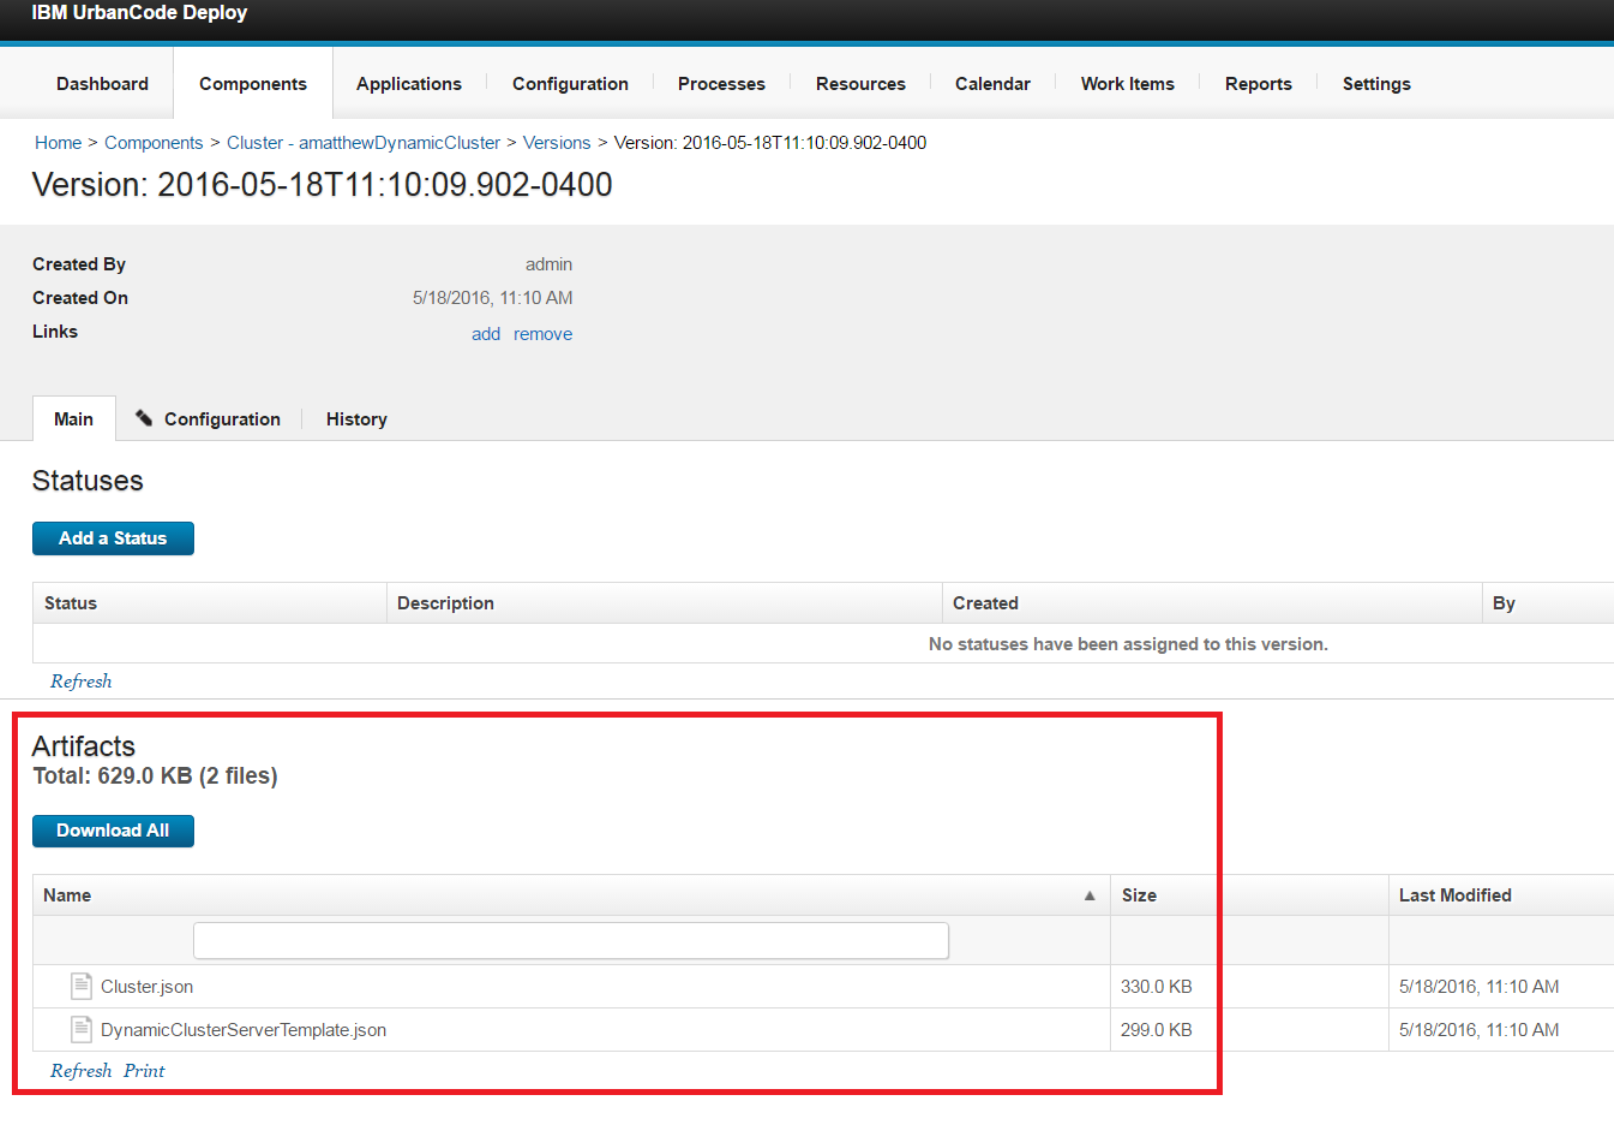 IBM UrbanCode Deploy
Dashboard Components Applications Configuration Processes Resources Calendar Work Items Reports Settings
Home > Components > Cluster - amatthewDynamicCluster > Versions > Version: 2016-05-18T11:10:09.902-0400
Version: 2016-05-18T11:10:09.902-0400
Created By admin
Created On 5/18/2016, 11:10 AM
Links add remove
Main Configuration History
Statuses
Add a Status
Status Description Created By
No statuses have been assigned to this version.
Refresh
Artifacts
Total: 629.0 KB (2 files)
Download All
Name Size Last Modified
Cluster.json 330.0 KB 5/18/2016, 11:10 AM
DynamicClusterServerTemplate.json 299.0 KB 5/18/2016, 11:10 AM
Refresh Print